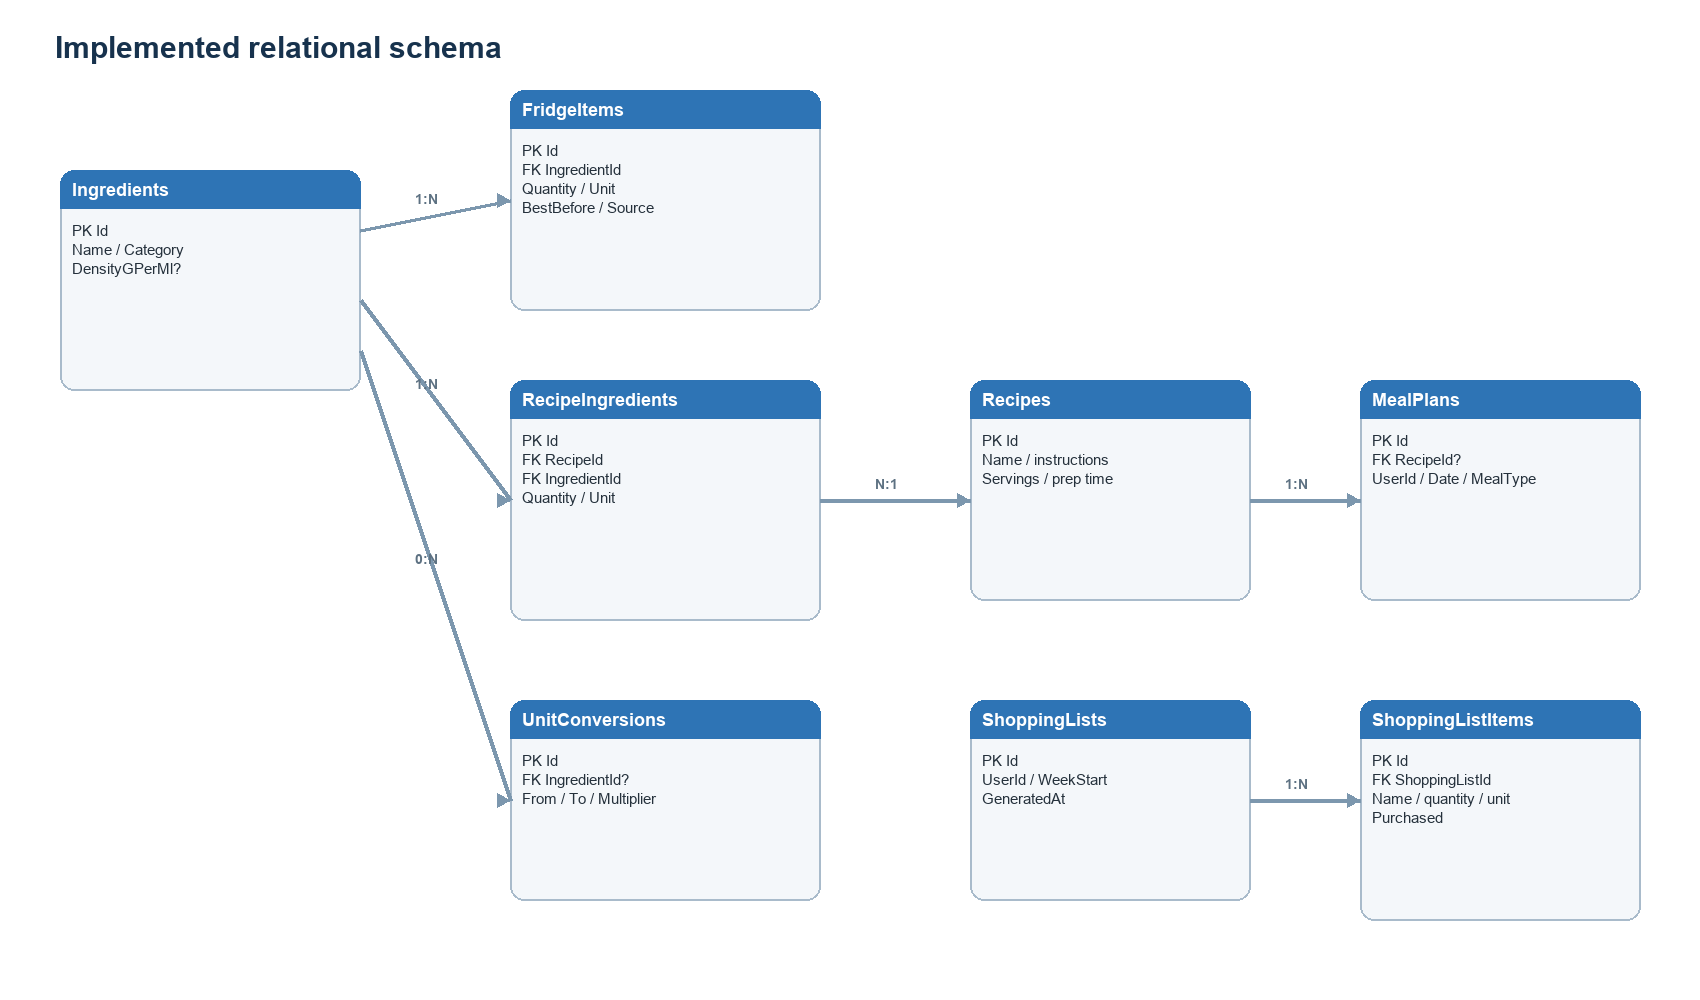 Implemented relational schema
FridgeItems
PK Id
FK IngredientId
Quantity / Unit
BestBefore / Source
Ingredients
PK Id
Name / Category
DensityGPerMl?
1:N
1:N
0:N
RecipeIngredients
PK Id
FK RecipeId
FK IngredientId
Quantity / Unit
N:1
Recipes
PK Id
Name / instructions
Servings / prep time
1:N
MealPlans
PK Id
FK RecipeId?
UserId / Date / MealType
UnitConversions
PK Id
FK IngredientId?
From / To / Multiplier
ShoppingLists
PK Id
UserId / WeekStart
GeneratedAt
1:N
ShoppingListItems
PK Id
FK ShoppingListId
Name / quantity / unit
Purchased